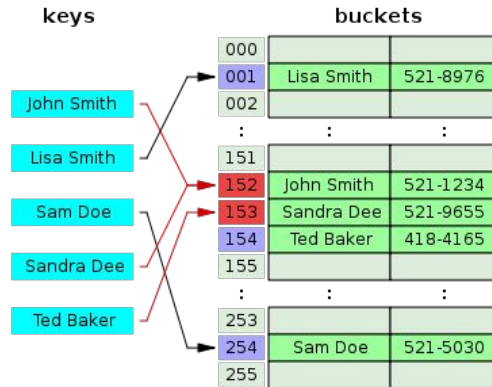 keys buckets
000
001 Lisa Smith 521-8976
John Smith
002
: : :
Lisa Smith
151
152 John Smith 521-1234
Sam Doe
153 Sandra Dee 521-9655
154 Ted Baker 418-4165
Sandra Dee
155
: : :
Ted Baker
253
254 Sam Doe 521-5030
255